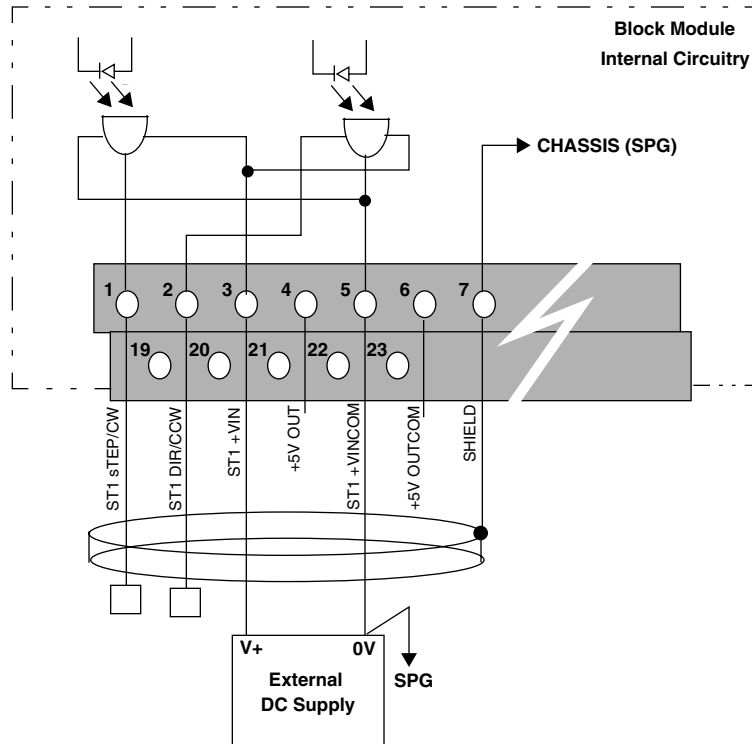 Block Module
Internal Circuitry
CHASSIS (SPG)
1 2 3 4 5 6 7
19 20 21 22 23
ST1 sTEP/CW
ST1 DIR/CCW
ST1 +VIN
+5V OUT
ST1 +VINCOM
+5V OUTCOM
SHIELD
V+ 0V
External
DC Supply
SPG